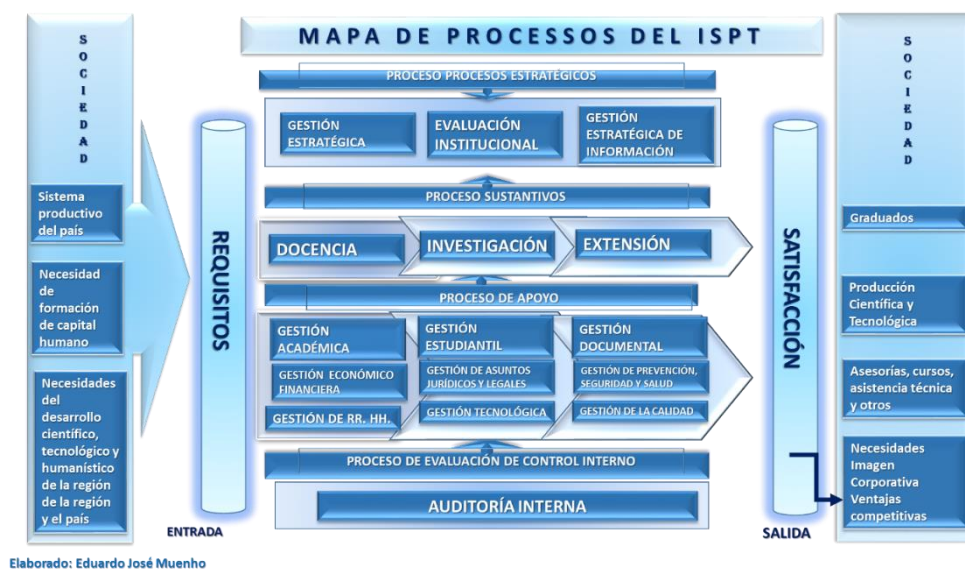 MAPA DE PROCESSOS DEL ISPT
SOCIEDAD
Sistema
productivo
del país
Necesidad
de
formación
de capital
humano
Necesidades
del
desarrollo
científico,
tecnológico y
humanístico
de la región
de la región
y el país
REQUISITOS
ENTRADA
PROCESO PROCESOS ESTRATÉGICOS
GESTIÓN
ESTRATÉGICA
EVALUACIÓN
INSTITUCIONAL
GESTIÓN
ESTRATÉGICA DE
INFORMACIÓN
PROCESO SUSTANTIVOS
DOCENCIA
INVESTIGACIÓN
EXTENSIÓN
PROCESO DE APOYO
GESTIÓN
ACADÉMICA
GESTIÓN
ESTUDIANTIL
GESTIÓN
DOCUMENTAL
GESTIÓN ECONÓMICO
FINANCIERA
GESTIÓN DE ASUNTOS
JURÍDICOS Y LEGALES
GESTIÓN DE PREVENCIÓN,
SEGURIDAD Y SALUD
GESTIÓN DE RR. HH.
GESTIÓN TECNOLÓGICA
GESTIÓN DE LA CALIDAD
PROCESO DE EVALUACIÓN DE CONTROL INTERNO
AUDITORÍA INTERNA
SATISFACCIÓN
SALIDA
SOCIEDAD
Graduados
Producción
Científica y
Tecnológica
Asesorías, cursos,
asistencia técnica
y otros
Necesidades
Imagen
Corporativa
Ventajas
competitivas
Elaborado: Eduardo José Muenho